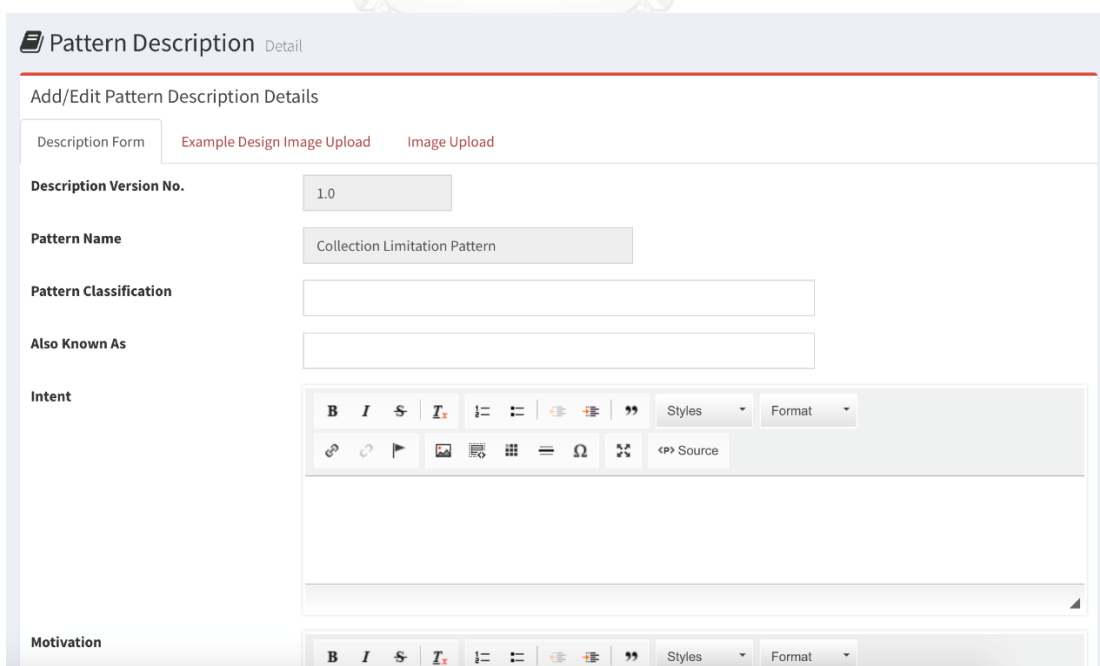 Pattern Description Detail
Add/Edit Pattern Description Details
Description Form Example Design Image Upload Image Upload
Description Version No. 1.0
Pattern Name Collection Limitation Pattern
Pattern Classification
Also Known As
Intent
B I S Tx Styles Format
Ω Source
Motivation
B I S Tx Styles Format